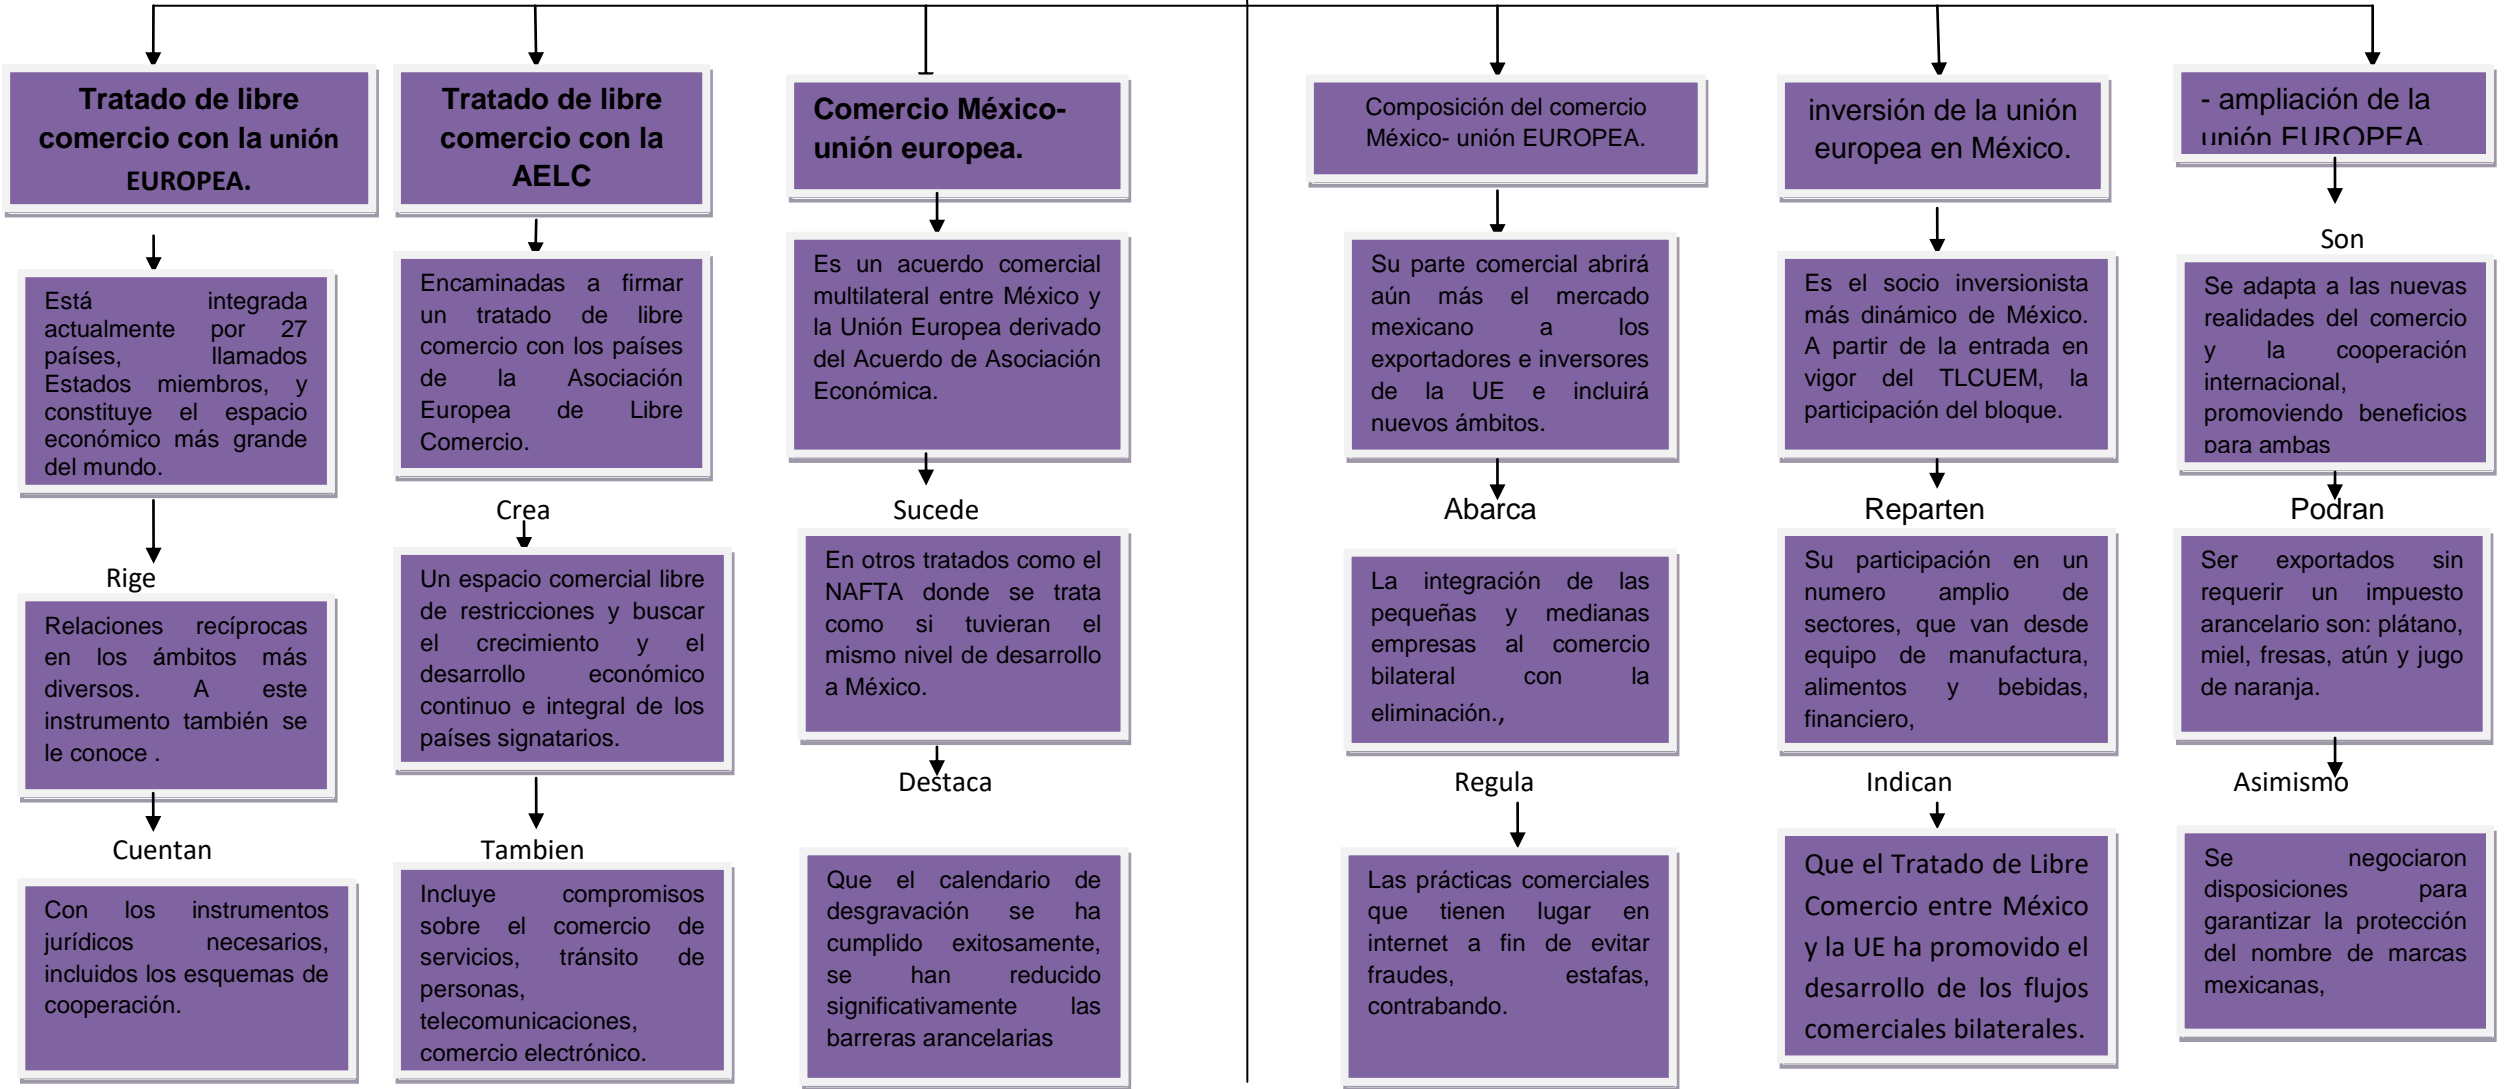 Tratado de libre
comercio con la unión
EUROPEA.
Está integrada
actualmente por 27
países, llamados
Estados miembros, y
constituye el espacio
económico más grande
del mundo.
Rige
Relaciones recíprocas
en los ámbitos más
diversos. A este
instrumento también se
le conoce .
Cuentan
Con los instrumentos
jurídicos necesarios,
incluidos los esquemas de
cooperación.
Tratado de libre
comercio con la
AELC
Encaminadas a firmar
un tratado de libre
comercio con los países
de la Asociación
Europea de Libre
Comercio.
Crea
Un espacio comercial libre
de restricciones y buscar
el crecimiento y el
desarrollo económico
continuo e integral de los
países signatarios.
Tambien
Incluye compromisos
sobre el comercio de
servicios, tránsito de
personas,
telecomunicaciones,
comercio electrónico.
Comercio México-
unión europea.
Es un acuerdo comercial
multilateral entre México y
la Unión Europea derivado
del Acuerdo de Asociación
Económica.
Sucede
En otros tratados como el
NAFTA donde se trata
como si tuvieran el
mismo nivel de desarrollo
a México.
Destaca
Que el calendario de
desgravación se ha
cumplido exitosamente,
se han reducido
significativamente las
barreras arancelarias
Composición del comercio
México- unión EUROPEA.
Su parte comercial abrirá
aún más el mercado
mexicano a los
exportadores e inversores
de la UE e incluirá
nuevos ámbitos.
Abarca
La integración de las
pequeñas y medianas
empresas al comercio
bilateral con la
eliminación.,
Regula
Las prácticas comerciales
que tienen lugar en
internet a fin de evitar
fraudes, estafas,
contrabando.
inversión de la unión
europea en México.
Es el socio inversionista
más dinámico de México.
A partir de la entrada en
vigor del TLCUEM, la
participación del bloque.
Reparten
Su participación en un
numero amplio de
sectores, que van desde
equipo de manufactura,
alimentos y bebidas,
financiero,
Indican
Que el Tratado de Libre
Comercio entre México
y la UE ha promovido el
desarrollo de los flujos
comerciales bilaterales.
- ampliación de la
unión EUROPEA.
Son
Se adapta a las nuevas
realidades del comercio
y la cooperación
internacional,
promoviendo beneficios
para ambas
Podran
Ser exportados sin
requerir un impuesto
arancelario son: plátano,
miel, fresas, atún y jugo
de naranja.
Asimismo
Se negociaron
disposiciones para
garantizar la protección
del nombre de marcas
mexicanas,